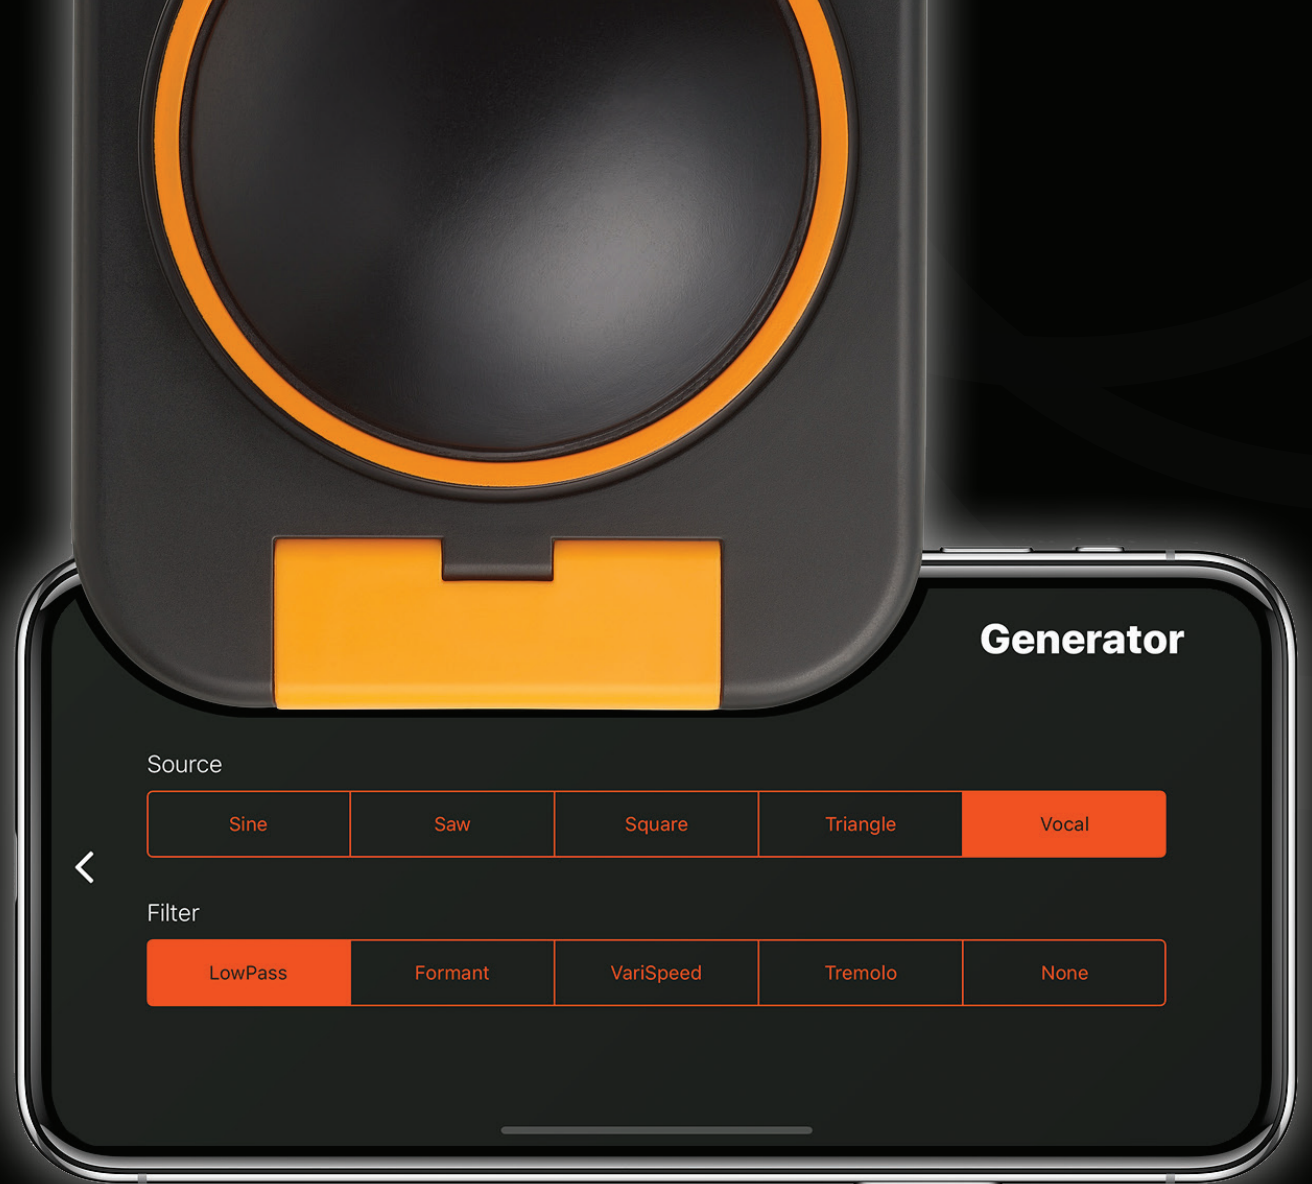 Generator
Source
Sine Saw Square Triangle Vocal
Filter
LowPass Formant VariSpeed Tremolo None